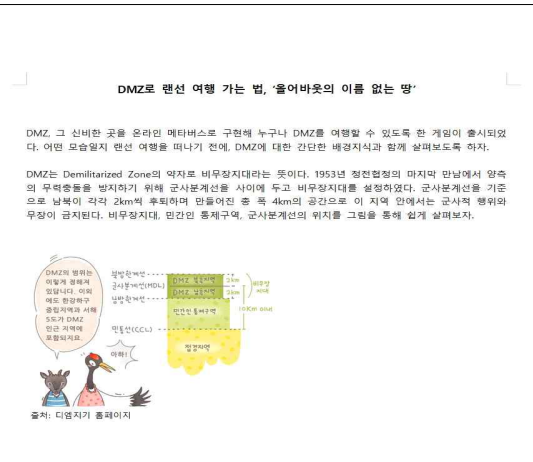 DMZ로 랜선 여행 가는 법, ‘올어바웃의 이름 없는 땅’
DMZ, 그 신비한 곳을 온라인 메타버스로 구현해 누구나 DMZ를 여행할 수 있도록 한 게임이 출시되었
다. 어떤 모습일지 랜선 여행을 떠나기 전에, DMZ에 대한 간단한 배경지식과 함께 살펴보도록 하자.
DMZ는 Demilitarized Zone의 약자로 비무장지대라는 뜻이다. 1953년 정전협정의 마지막 만남에서 양측
의 무력충돌을 방지하기 위해 군사분계선을 사이에 두고 비무장지대를 설정하였다. 군사분계선을 기준
으로 남북이 각각 2km씩 후퇴하며 만들어진 총 폭 4km의 공간으로 이 지역 안에서는 군사적 행위와
무장이 금지된다. 비무장지대, 민간인 통제구역, 군사분계선의 위치를 그림을 통해 쉽게 살펴보자.
DMZ의 범위는
이렇게 정해져
있답니다. 이외
에도 한강하구
중립지역과 서해
5도가 DMZ
인근 지역에
포함되지요.
아하!
북방한계선
군사분계선(MDL)
남방한계선
민통선(CCL)
DMZ 북측지역
DMZ 남측지역
민간인통제구역
접경지역
2km
2km
비무장
지대
10km 이내
출처: 디엠지기 홈페이지